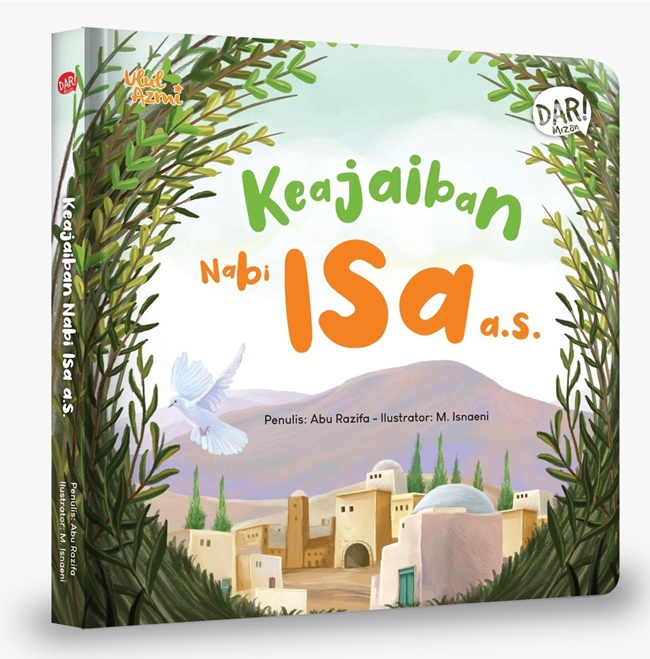 DAR!
Ulul
Azmi
DAR!
Mizan
Keajaiban
Nabi
ISa a.s.
Penulis: Abu Razifa - Ilustrator: M. Isnaeni
Keajaiban Nabi Isa a.s.
Penulis: Abu Razifa
Ilustrator: M. Isnaeni